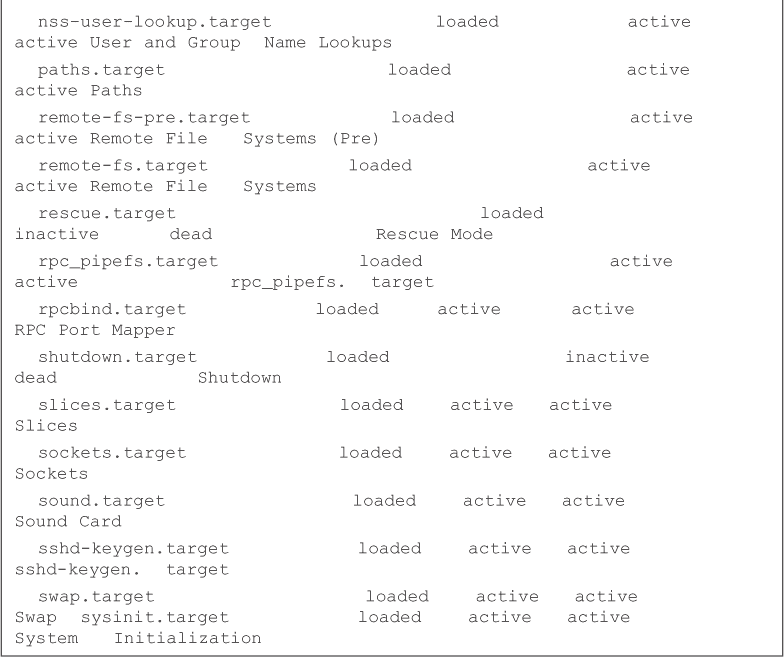 nss-user-lookup.target loaded active
active User and Group Name Lookups
paths.target loaded active
active Paths
remote-fs-pre.target loaded active
active Remote File Systems (Pre)
remote-fs.target loaded active
active Remote File Systems
rescue.target loaded
inactive dead Rescue Mode
rpc_pipefs.target loaded active
active rpc_pipefs. target
rpcbind.target loaded active active
RPC Port Mapper
shutdown.target loaded inactive
dead Shutdown
slices.target loaded active active
Slices
sockets.target loaded active active
Sockets
sound.target loaded active active
Sound Card
sshd-keygen.target loaded active active
sshd-keygen. target
swap.target loaded active active
Swap sysinit.target loaded active active
System Initialization